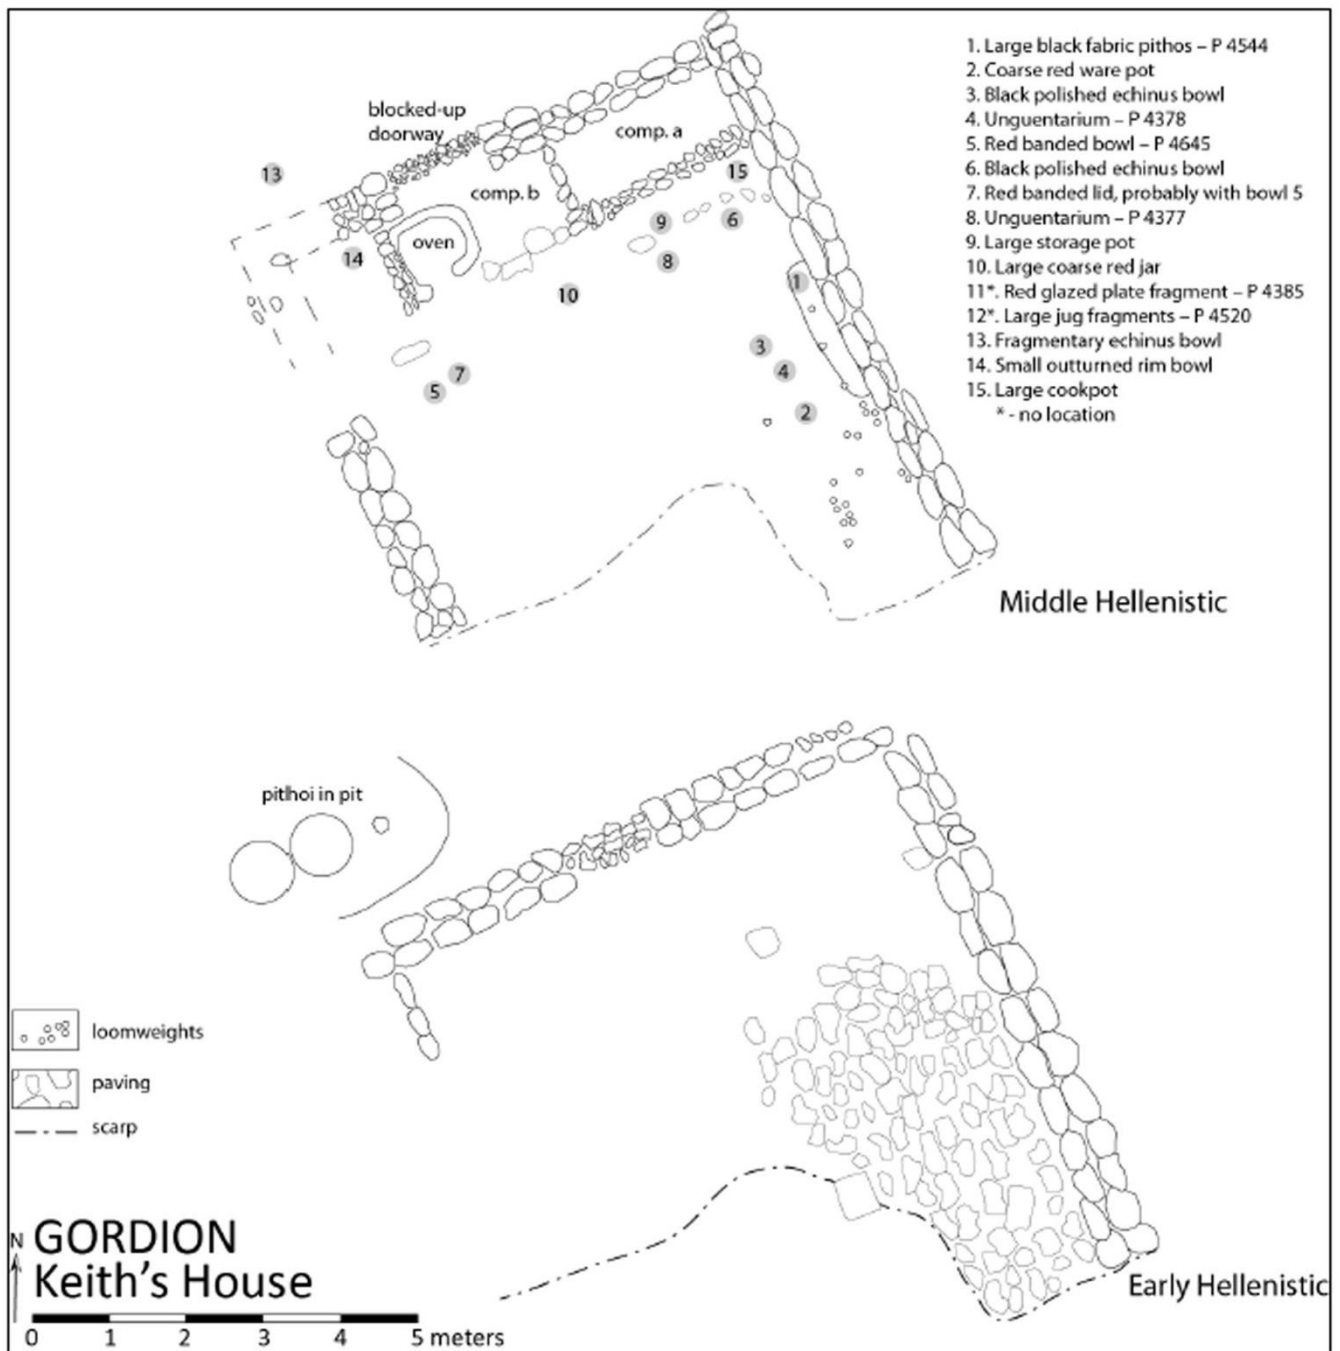 1. Large black fabric pithos – P 4544
2. Coarse red ware pot
3. Black polished echinus bowl
4. Unguentarium – P 4378
5. Red banded bowl – P 4645
6. Black polished echinus bowl
7. Red banded lid, probably with bowl 5
8. Unguentarium – P 4377
9. Large storage pot
10. Large coarse red jar
11*. Red glazed plate fragment – P 4385
12*. Large jug fragments – P 4520
13. Fragmentary echinus bowl
14. Small outturned rim bowl
15. Large cookpot
* - no location
blocked-up
doorway
comp. a
13
15
comp. b
9
6
oven
14
8
10
1
3
7
4
5
2
Middle Hellenistic
pithoi in pit
loomweights
paving
scarp
N
GORDION
Keith's House
0 1 2 3 4 5 meters
Early Hellenistic